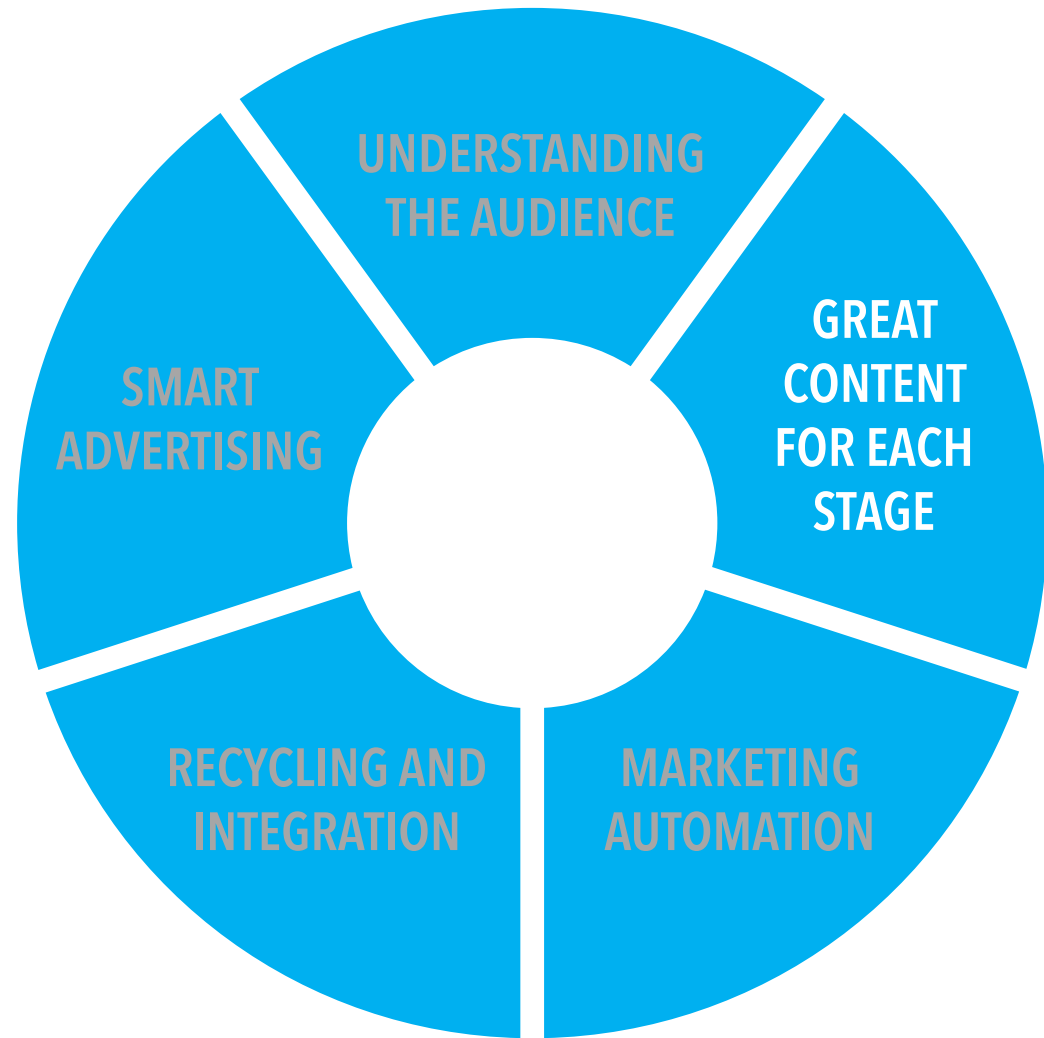 UNDERSTANDING
THE AUDIENCE
GREAT
CONTENT
FOR EACH
STAGE
MARKETING
AUTOMATION
RECYCLING AND
INTEGRATION
SMART
ADVERTISING